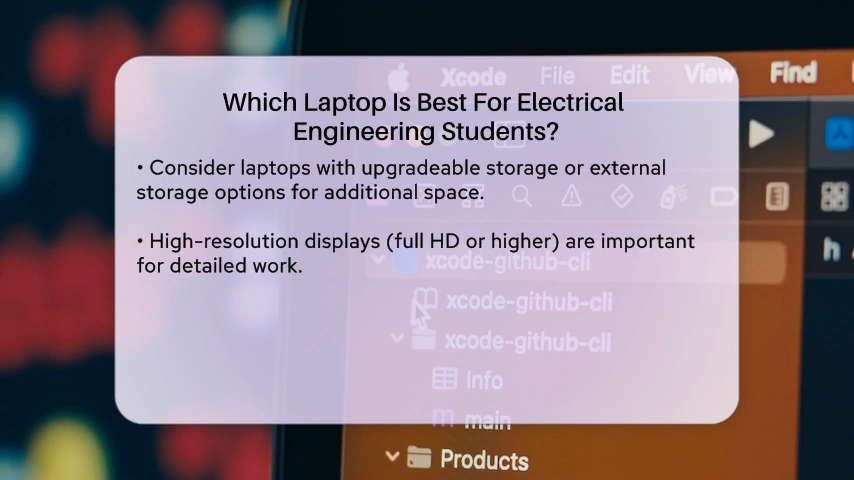 Xcode File Edit View Find
Which Laptop Is Best For Electrical
Engineering Students?
• Consider laptops with upgradeable storage or external
storage options for additional space.
• High-resolution displays (full HD or higher) are important
for detailed work.
h
xcode-github-cli
xcode-github-cli
xcode-github-cli
Info
main
Products